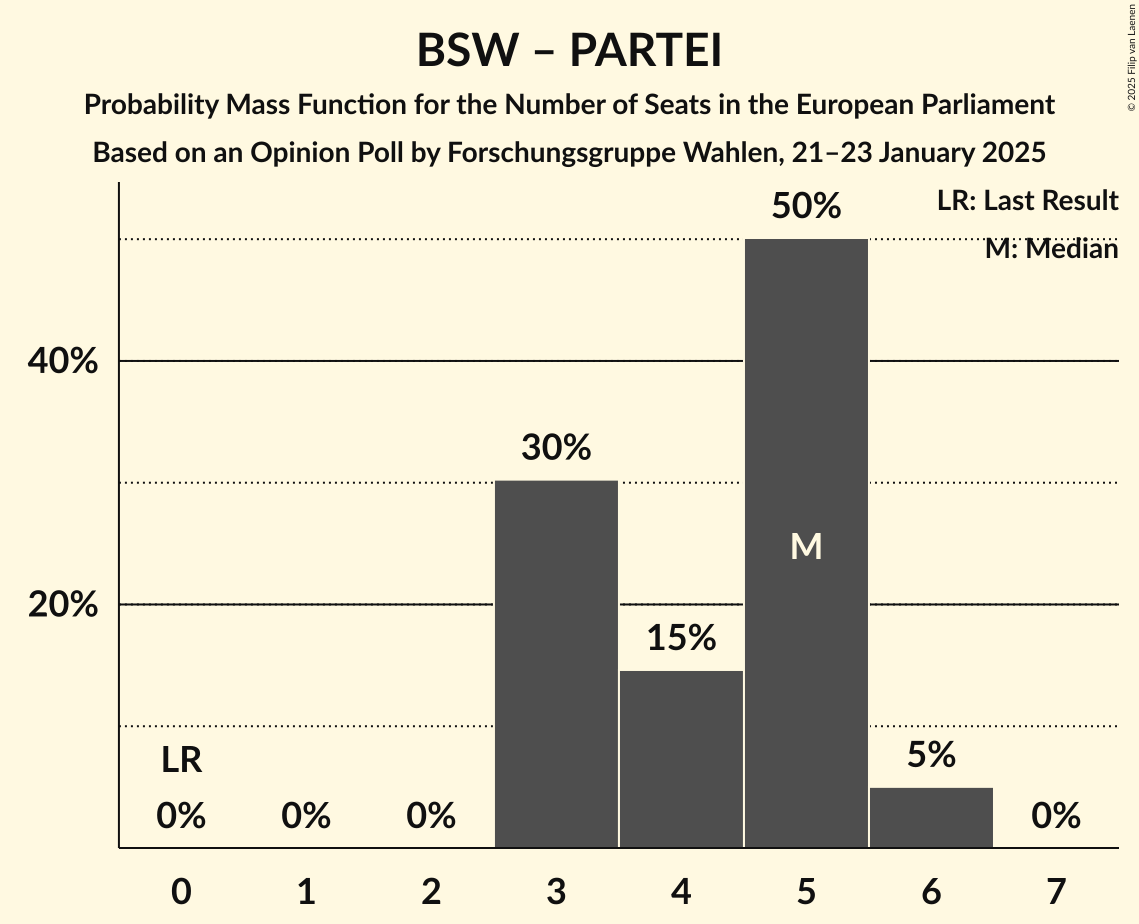 BSW – PARTEI
Probability Mass Function for the Number of Seats in the European Parliament
Based on an Opinion Poll by Forschungsgruppe Wahlen, 21–23 January 2025
© 2025 Filip van Laenen
LR: Last Result
M: Median
50%
40%
30%
M
20%
15%
LR
5%
0% 0% 0% 0%
0 1 2 3 4 5 6 7